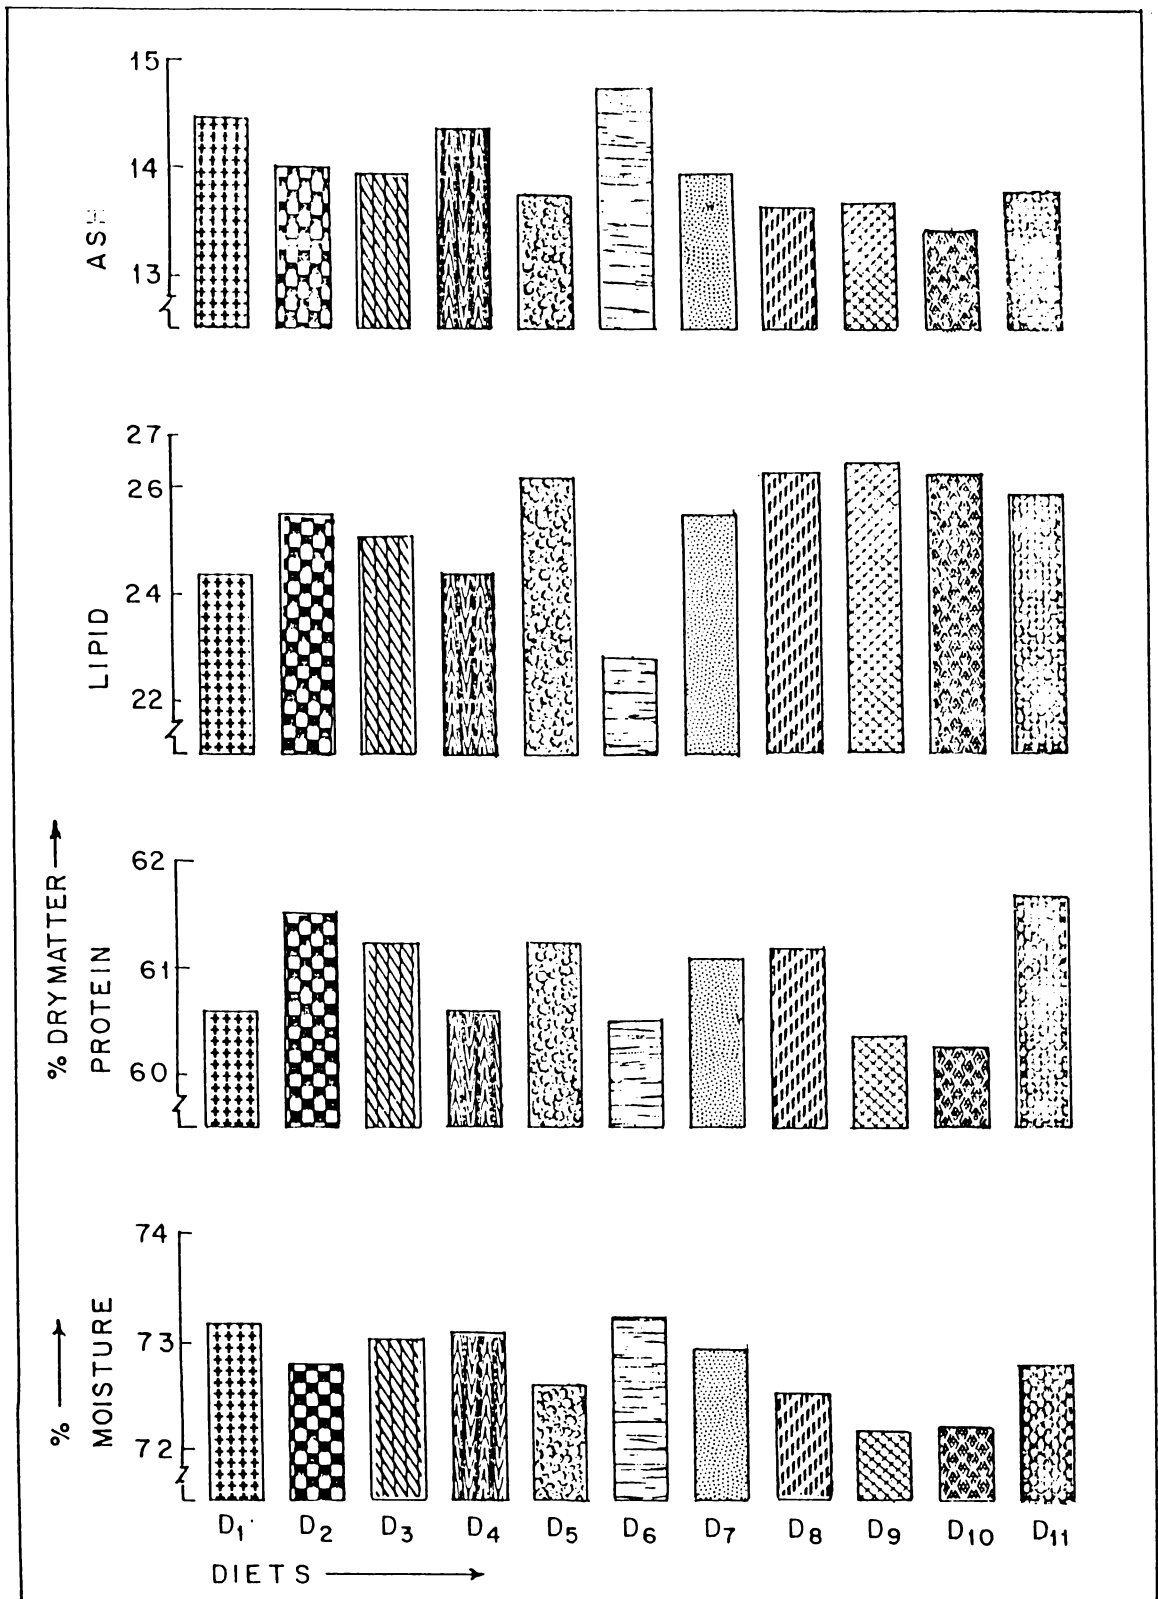 15
14
13
ASH
27
26
24
22
LIPID
62
61
60
% DRYMATTER
PROTEIN
74
73
72
%
MOISTURE
D1 D2 D3 D4 D5 D6 D7 D8 D9 D10 D11
DIETS